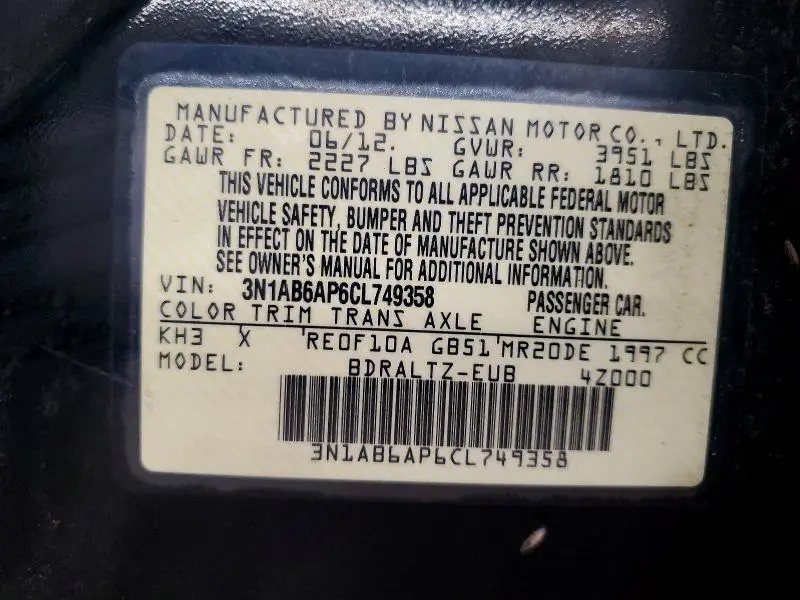 MANUFACTURED BY NISSAN MOTOR CO., LTD.
DATE: 06/12. GVWR: 3951 LBS
GAWR FR: 2227 LBS GAWR RR: 1810 LBS
THIS VEHICLE CONFORMS TO ALL APPLICABLE FEDERAL MOTOR
VEHICLE SAFETY, BUMPER AND THEFT PREVENTION STANDARDS
IN EFFECT ON THE DATE OF MANUFACTURE SHOWN ABOVE.
SEE OWNER'S MANUAL FOR ADDITIONAL INFORMATION.
VIN: 3N1AB6AP6CL749358 PASSENGER CAR.
COLOR TRIM TRANS AXLE ENGINE
KH3 X RE0F10A GB51 MR20DE 1997 CC
MODEL: BDRALTZ-EUB 4Z000
3N1AB6AP6CL749358